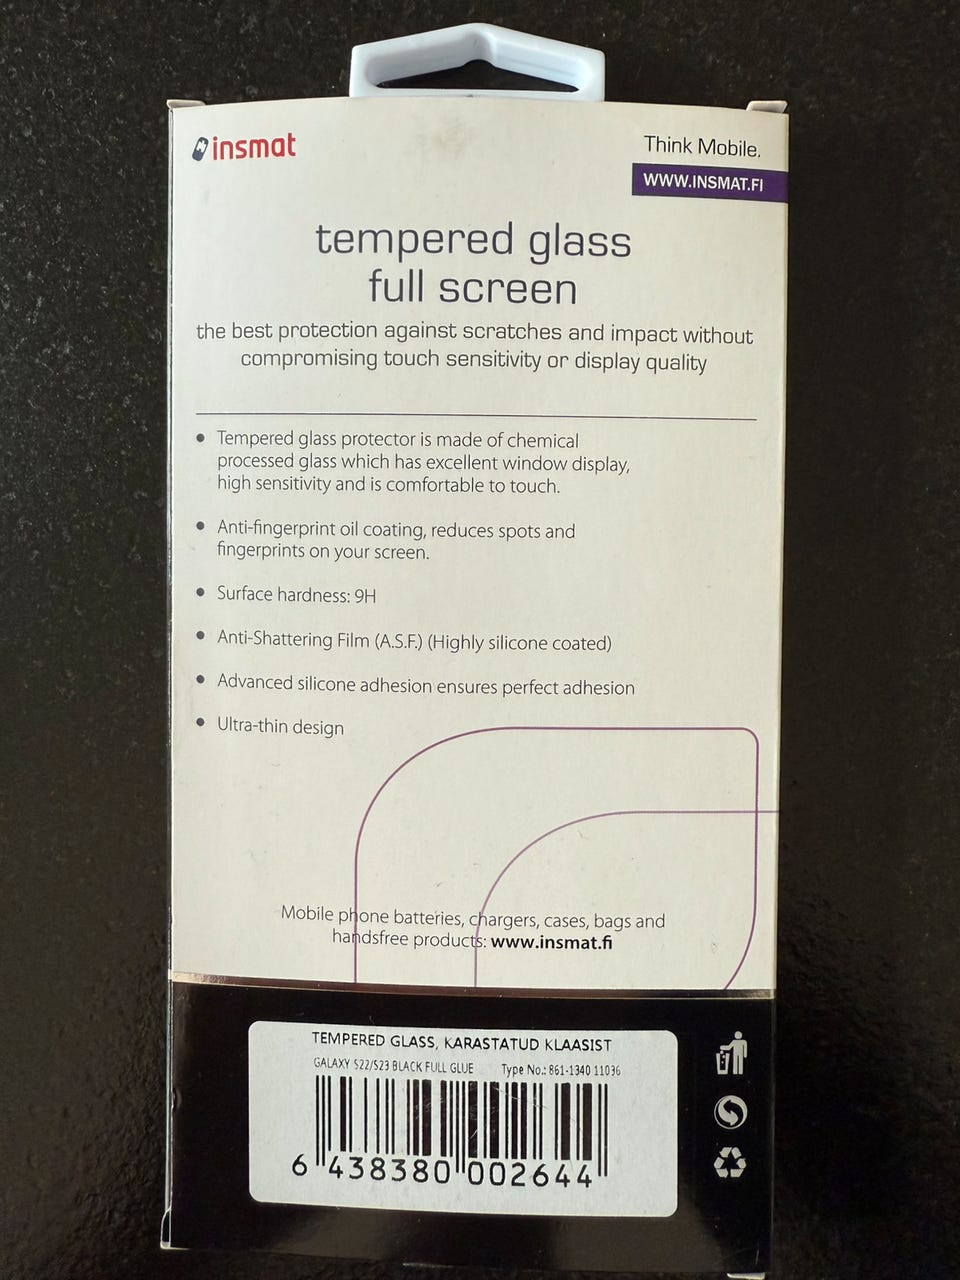 insmat
Think Mobile.
WWW.INSMAT.FI
tempered glass
full screen
the best protection against scratches and impact without
compromising touch sensitivity or display quality
• Tempered glass protector is made of chemical
processed glass which has excellent window display,
high sensitivity and is comfortable to touch.
• Anti-fingerprint oil coating, reduces spots and
fingerprints on your screen.
• Surface hardness: 9H
• Anti-Shattering Film (A.S.F.) (Highly silicone coated)
• Advanced silicone adhesion ensures perfect adhesion
• Ultra-thin design
Mobile phone batteries, chargers, cases, bags and
handsfree products: www.insmat.fi
TEMPERED GLASS, KARASTATUD KLAASIST
GALAXY S22/S23 BLACK FULL GLUE Type No.: 861-1340 11036
6 438380 002644